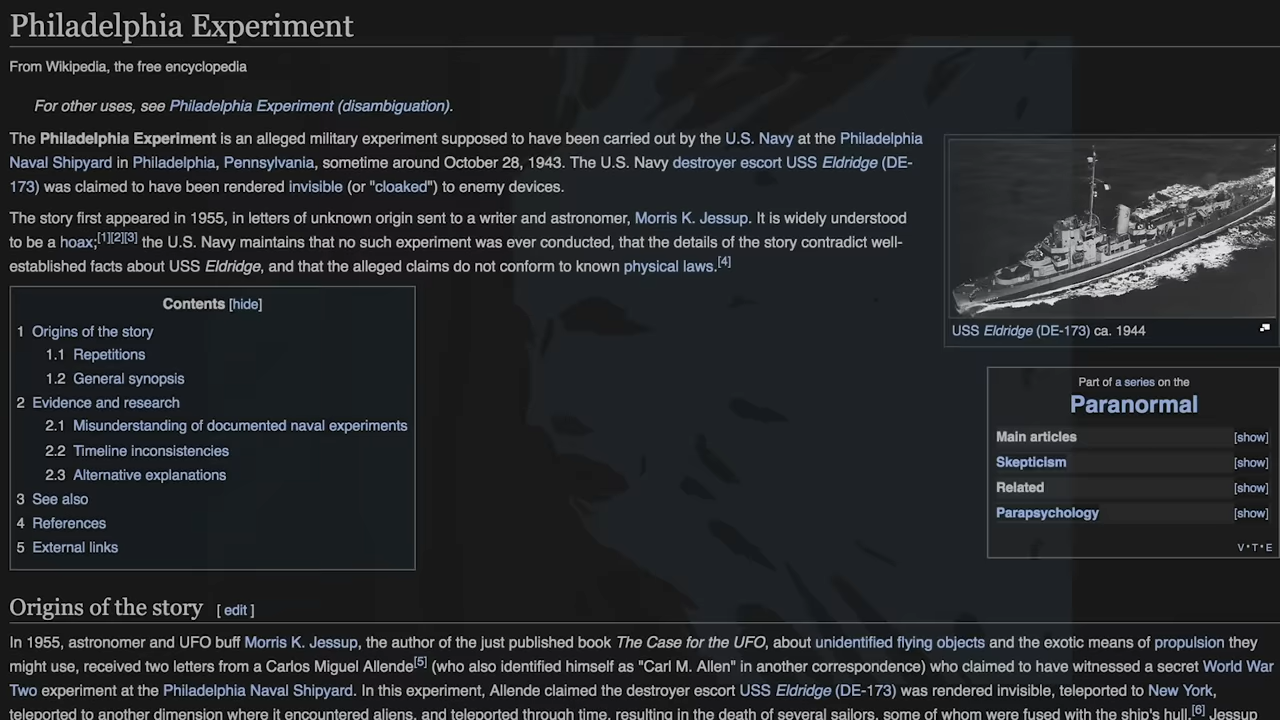 Philadelphia Experiment
From Wikipedia, the free encyclopedia
For other uses, see Philadelphia Experiment (disambiguation).
The Philadelphia Experiment is an alleged military experiment supposed to have been carried out by the U.S. Navy at the Philadelphia
Naval Shipyard in Philadelphia, Pennsylvania, sometime around October 28, 1943. The U.S. Navy destroyer escort USS Eldridge (DE-
173) was claimed to have been rendered invisible (or "cloaked") to enemy devices.
The story first appeared in 1955, in letters of unknown origin sent to a writer and astronomer, Morris K. Jessup. It is widely understood
to be a hoax;[1][2][3] the U.S. Navy maintains that no such experiment was ever conducted, that the details of the story contradict well-
established facts about USS Eldridge, and that the alleged claims do not conform to known physical laws.[4]
USS Eldridge (DE-173) ca. 1944
Contents [hide]
1 Origins of the story
1.1 Repetitions
1.2 General synopsis
2 Evidence and research
2.1 Misunderstanding of documented naval experiments
2.2 Timeline inconsistencies
2.3 Alternative explanations
3 See also
4 References
5 External links
Part of a series on the
Paranormal
Main articles [show]
Skepticism [show]
Related [show]
Parapsychology [show]
V•T•E
Origins of the story [ edit ]
In 1955, astronomer and UFO buff Morris K. Jessup, the author of the just published book The Case for the UFO, about unidentified flying objects and the exotic means of propulsion they
might use, received two letters from a Carlos Miguel Allende[5] (who also identified himself as "Carl M. Allen" in another correspondence) who claimed to have witnessed a secret World War
Two experiment at the Philadelphia Naval Shipyard. In this experiment, Allende claimed the destroyer escort USS Eldridge (DE-173) was rendered invisible, teleported to New York,
teleported to another dimension where it encountered aliens, and teleported through time, resulting in the death of several sailors, some of whom were fused with the ship's hull.[6] Jessup